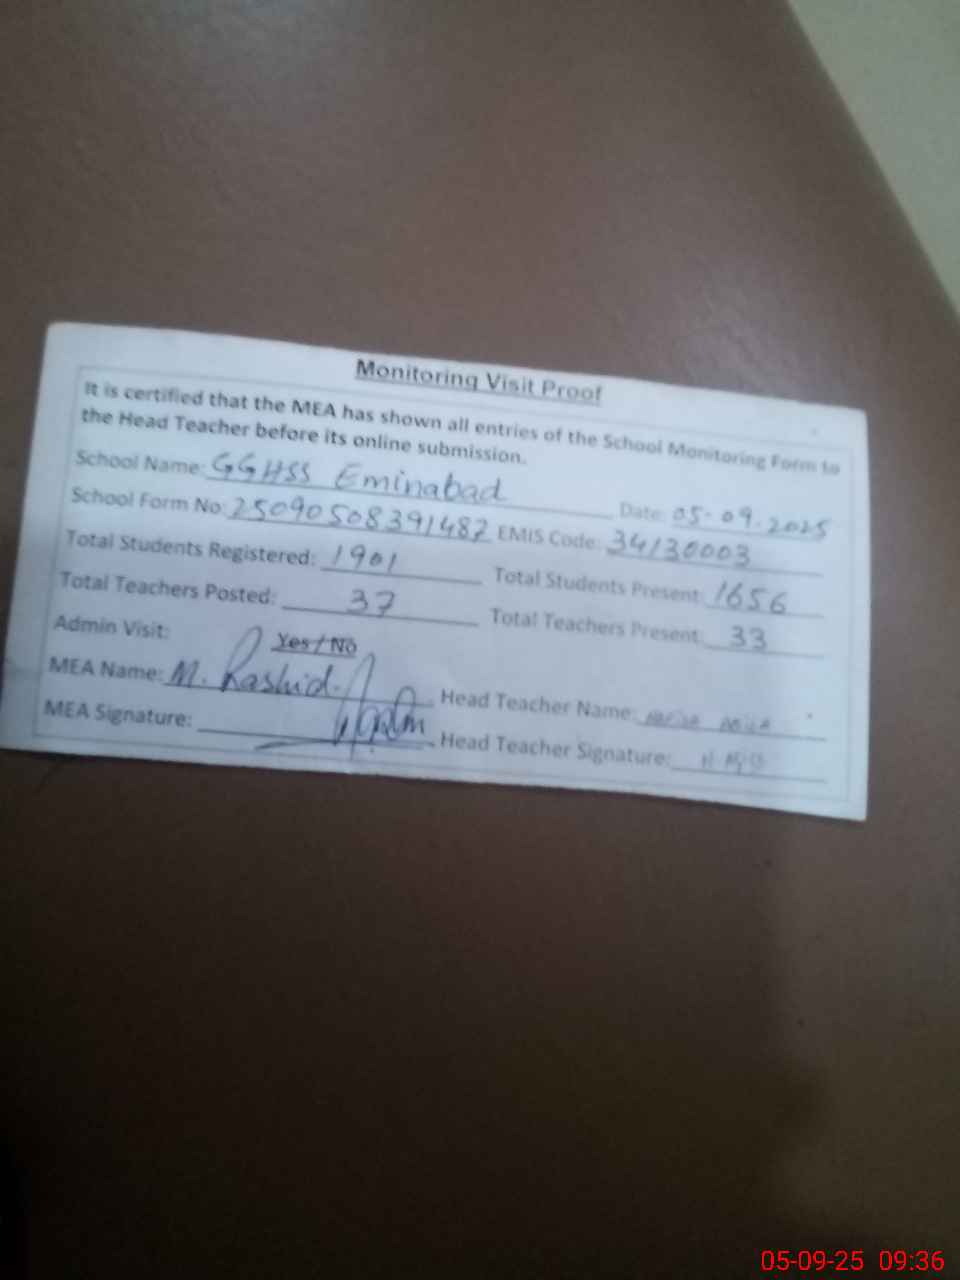 Monitoring Visit Proof
It is certified that the MEA has shown all entries of the School Monitoring Form to
the Head Teacher before its online submission.
School Name: GGHSS Eminabad Date: 05-09-2025
School Form No: 25090508391487 EMIS Code: 34130003
Total Students Registered: 1901 Total Students Present: 1656
Total Teachers Posted: 37 Total Teachers Present: 33
Admin Visit: Yes / No
MEA Name: M. Rashid. Head Teacher Name:
MEA Signature: Head Teacher Signature:
05-09-25 09:36